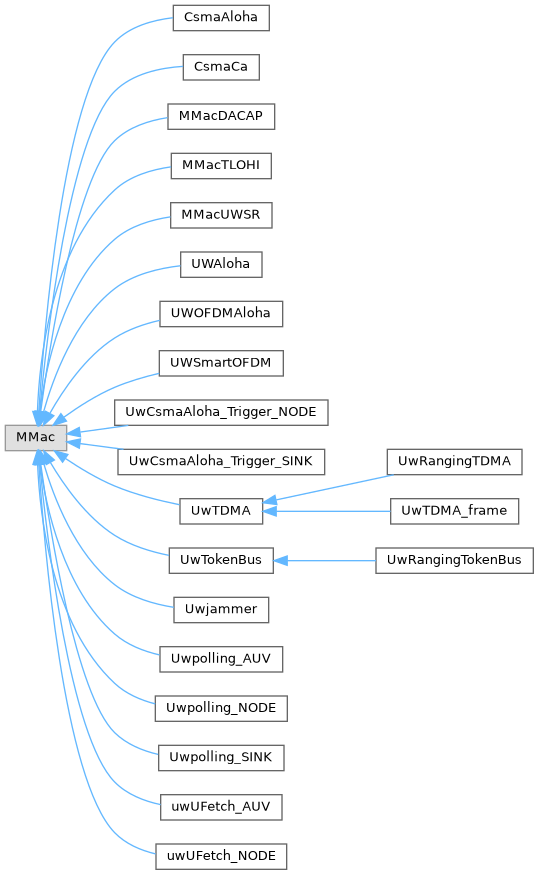 CsmaAloha
CsmaCa
MMacDACAP
MMacTLOHI
MMacUWSR
UWAloha
UWOFDMAloha
UWSmartOFDM
UwCsmaAloha_Trigger_NODE
MMac
UwCsmaAloha_Trigger_SINK
UwRangingTDMA
UwTDMA
UwTDMA_frame
UwTokenBus
UwRangingTokenBus
Uwjammer
Uwpolling_AUV
Uwpolling_NODE
Uwpolling_SINK
uwUFetch_AUV
uwUFetch_NODE